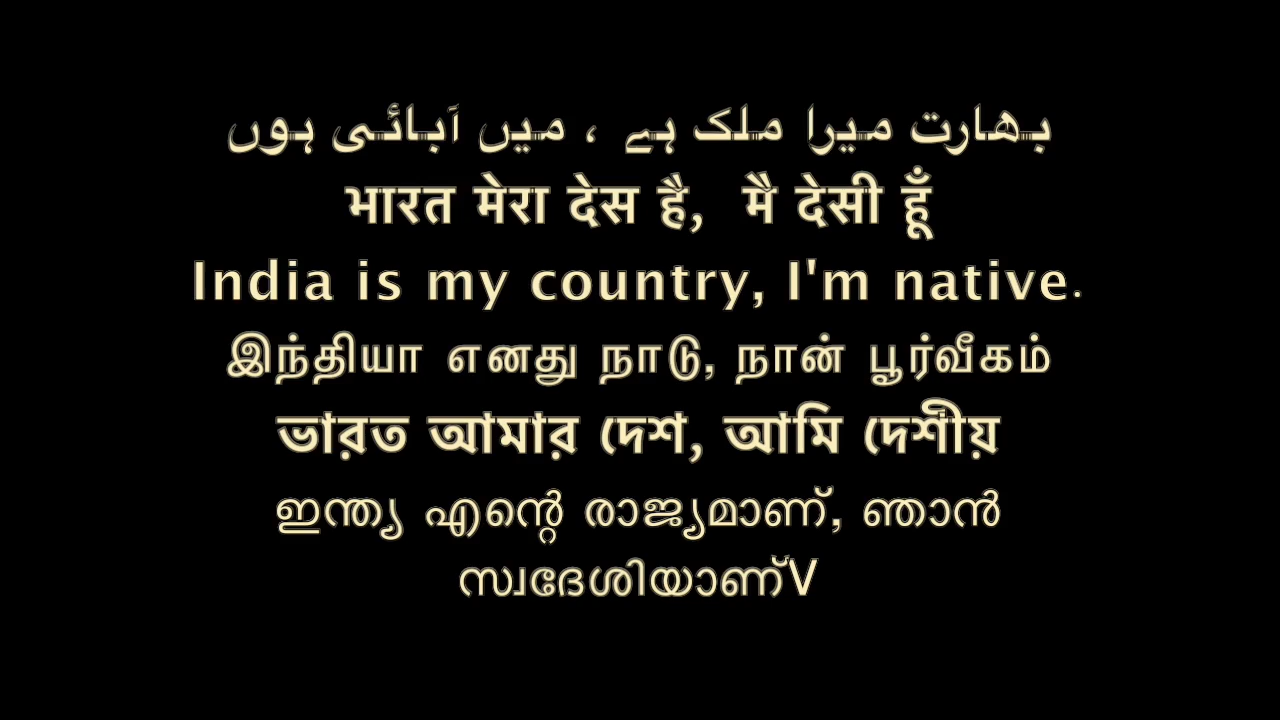 بھارت میرا ملک ہے ، میں آبائی ہوں
भारत मेरा देस है, मै देसी हूँ
India is my country, I'm native.
இந்தியா எனது நாடு, நான் பூர்வீகம்
ভারত আমার দেশ, আমি দেশীয়
ഇന്ത്യ എന്റെ രാജ്യമാണ്, ഞാൻ
സ്വദേശിയാണ്V